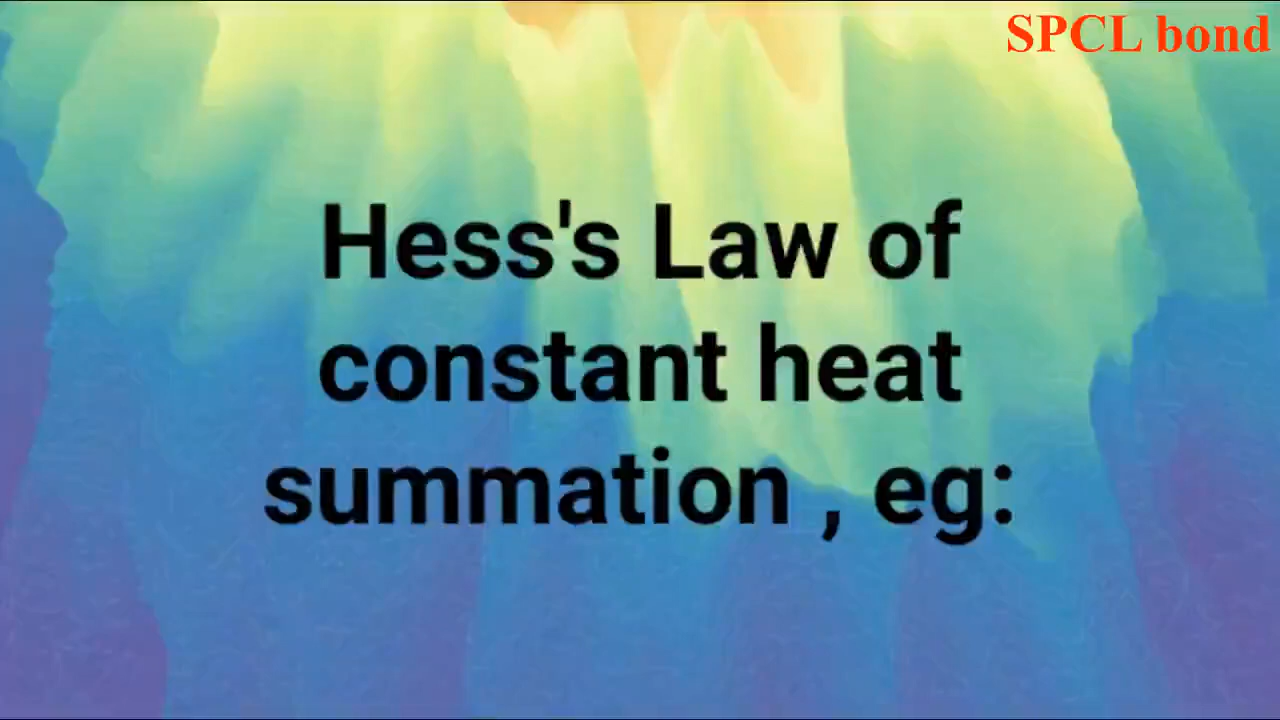 SPCL bond
Hess's Law of
constant heat
summation , eg: